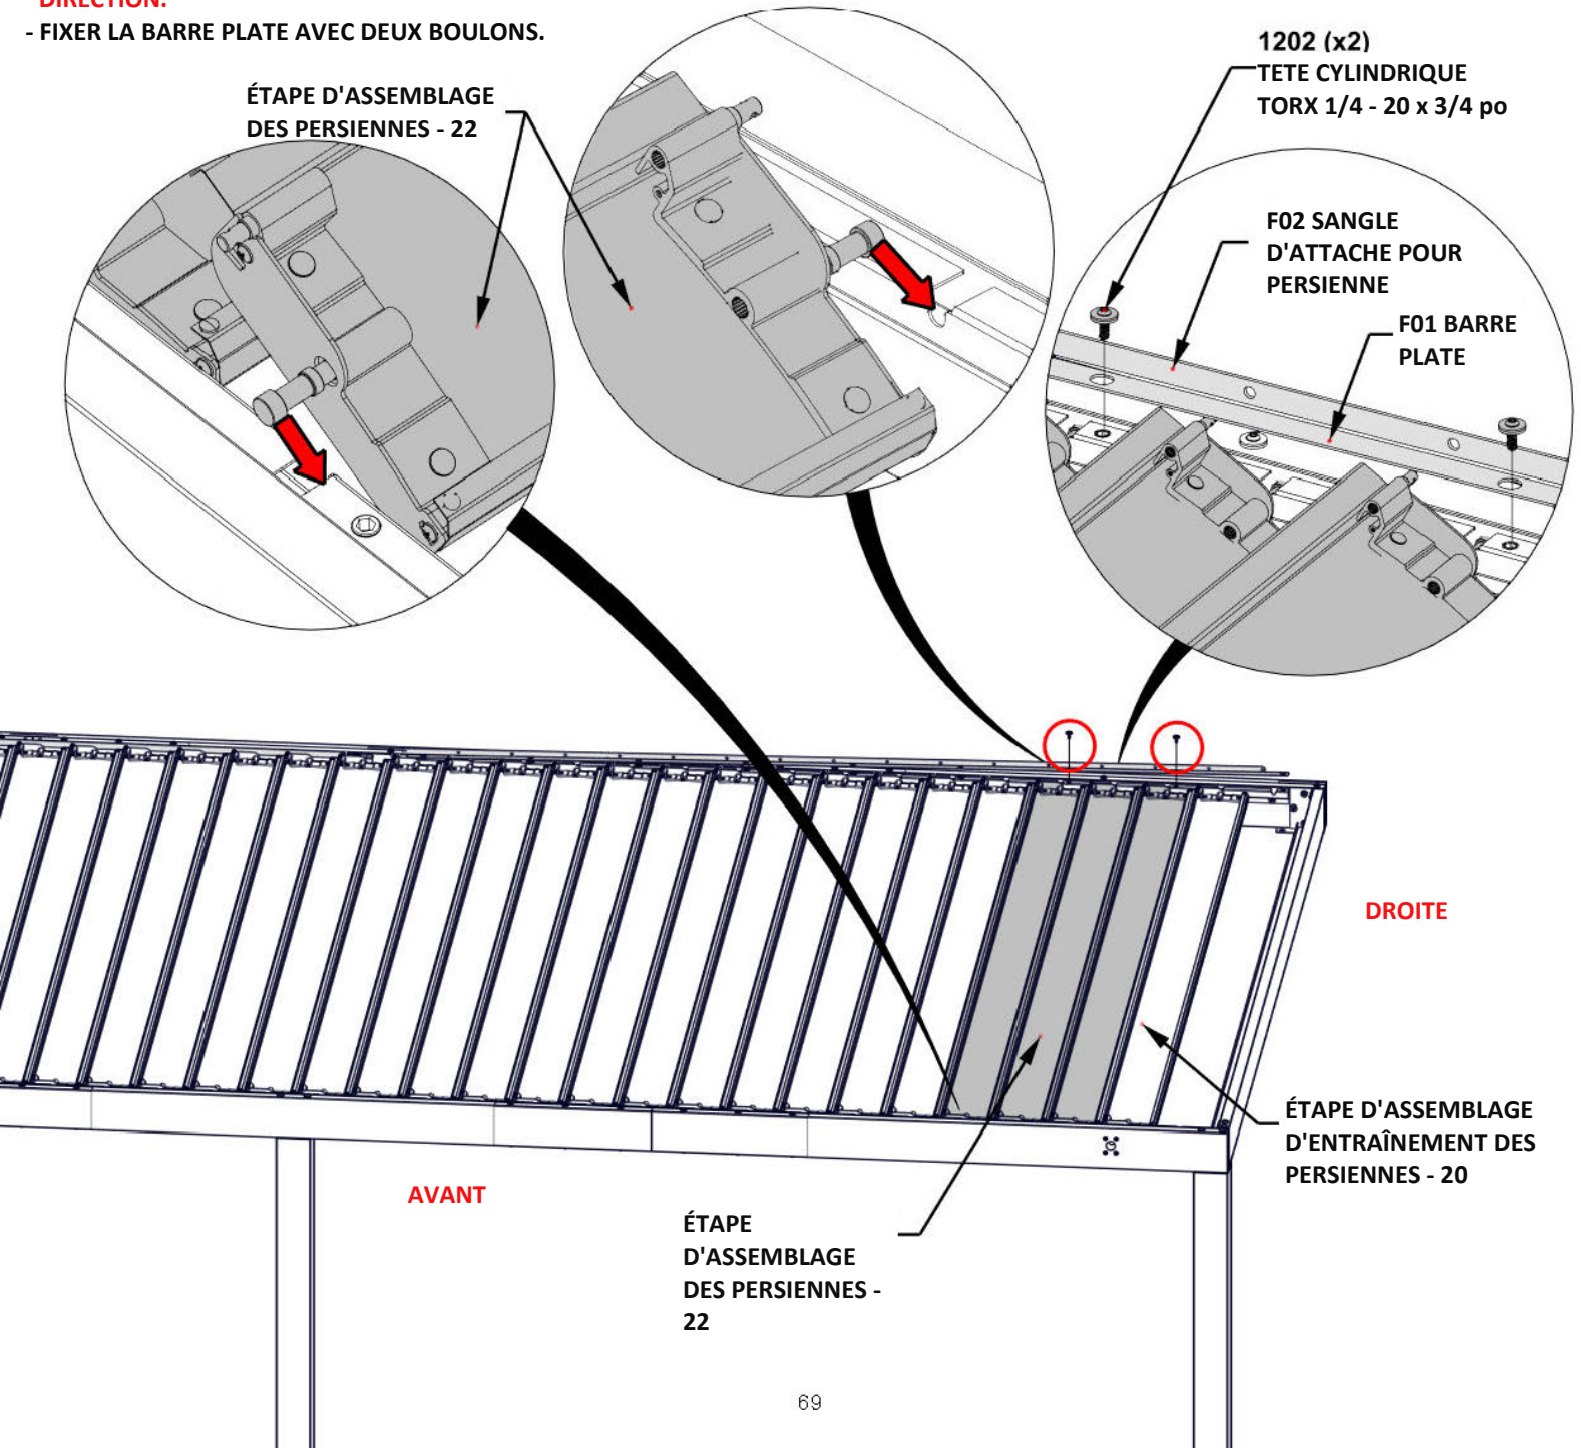 DIRECTION.
- FIXER LA BARRE PLATE AVEC DEUX BOULONS.
ÉTAPE D'ASSEMBLAGE
DES PERSIENNES - 22
1202 (x2)
TETE CYLINDRIQUE
TORX 1/4 - 20 x 3/4 po
F02 SANGLE
D'ATTACHE POUR
PERSIENNE
F01 BARRE
PLATE
DROITE
ÉTAPE D'ASSEMBLAGE
D'ENTRAÎNEMENT DES
PERSIENNES - 20
AVANT
ÉTAPE
D'ASSEMBLAGE
DES PERSIENNES -
22
69